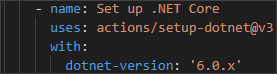 - name: Set up .NET Core
uses: actions/setup-dotnet@v3
with:
dotnet-version: '6.0.x'